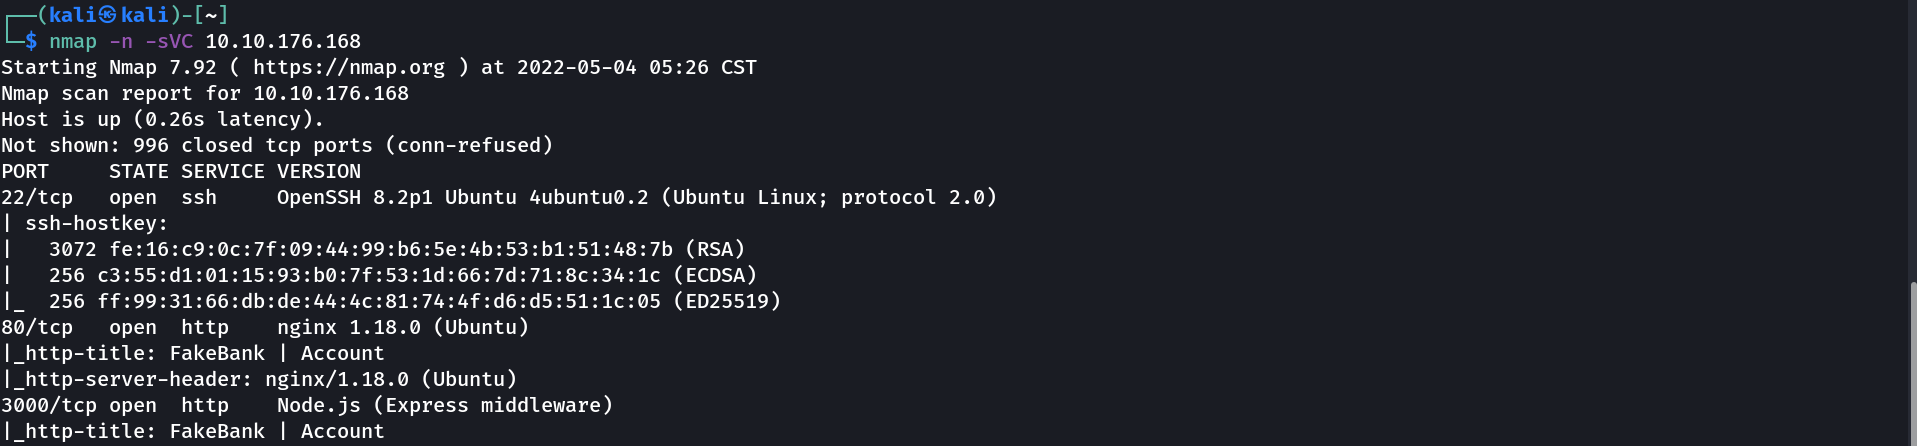 ┌──(kali㉿kali)-[~]
└─$ nmap -n -sVC 10.10.176.168
Starting Nmap 7.92 ( https://nmap.org ) at 2022-05-04 05:26 CST
Nmap scan report for 10.10.176.168
Host is up (0.26s latency).
Not shown: 996 closed tcp ports (conn-refused)
PORT     STATE SERVICE VERSION
22/tcp   open  ssh     OpenSSH 8.2p1 Ubuntu 4ubuntu0.2 (Ubuntu Linux; protocol 2.0)
| ssh-hostkey:
|   3072 fe:16:c9:0c:7f:09:44:99:b6:5e:4b:53:b1:51:48:7b (RSA)
|   256 c3:55:d1:01:15:93:b0:7f:53:1d:66:7d:71:8c:34:1c (ECDSA)
|_  256 ff:99:31:66:db:de:44:4c:81:74:4f:d6:d5:51:1c:05 (ED25519)
80/tcp   open  http    nginx 1.18.0 (Ubuntu)
|_http-title: FakeBank | Account
|_http-server-header: nginx/1.18.0 (Ubuntu)
3000/tcp open  http    Node.js (Express middleware)
|_http-title: FakeBank | Account